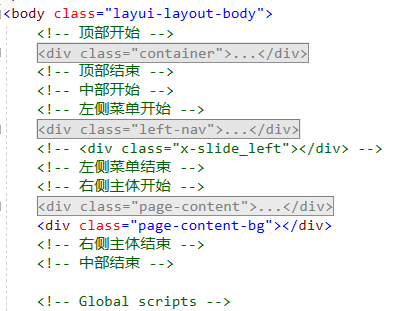 <body class="layui-layout-body">
<!-- 顶部开始 -->
<div class="container">...</div>
<!-- 顶部结束 -->
<!-- 中部开始 -->
<!-- 左侧菜单开始 -->
<div class="left-nav">...</div>
<!-- <div class="x-slide_left"></div> -->
<!-- 左侧菜单结束 -->
<!-- 右侧主体开始 -->
<div class="page-content">...</div>
<div class="page-content-bg"></div>
<!-- 右侧主体结束 -->
<!-- 中部结束 -->
<!-- Global scripts -->